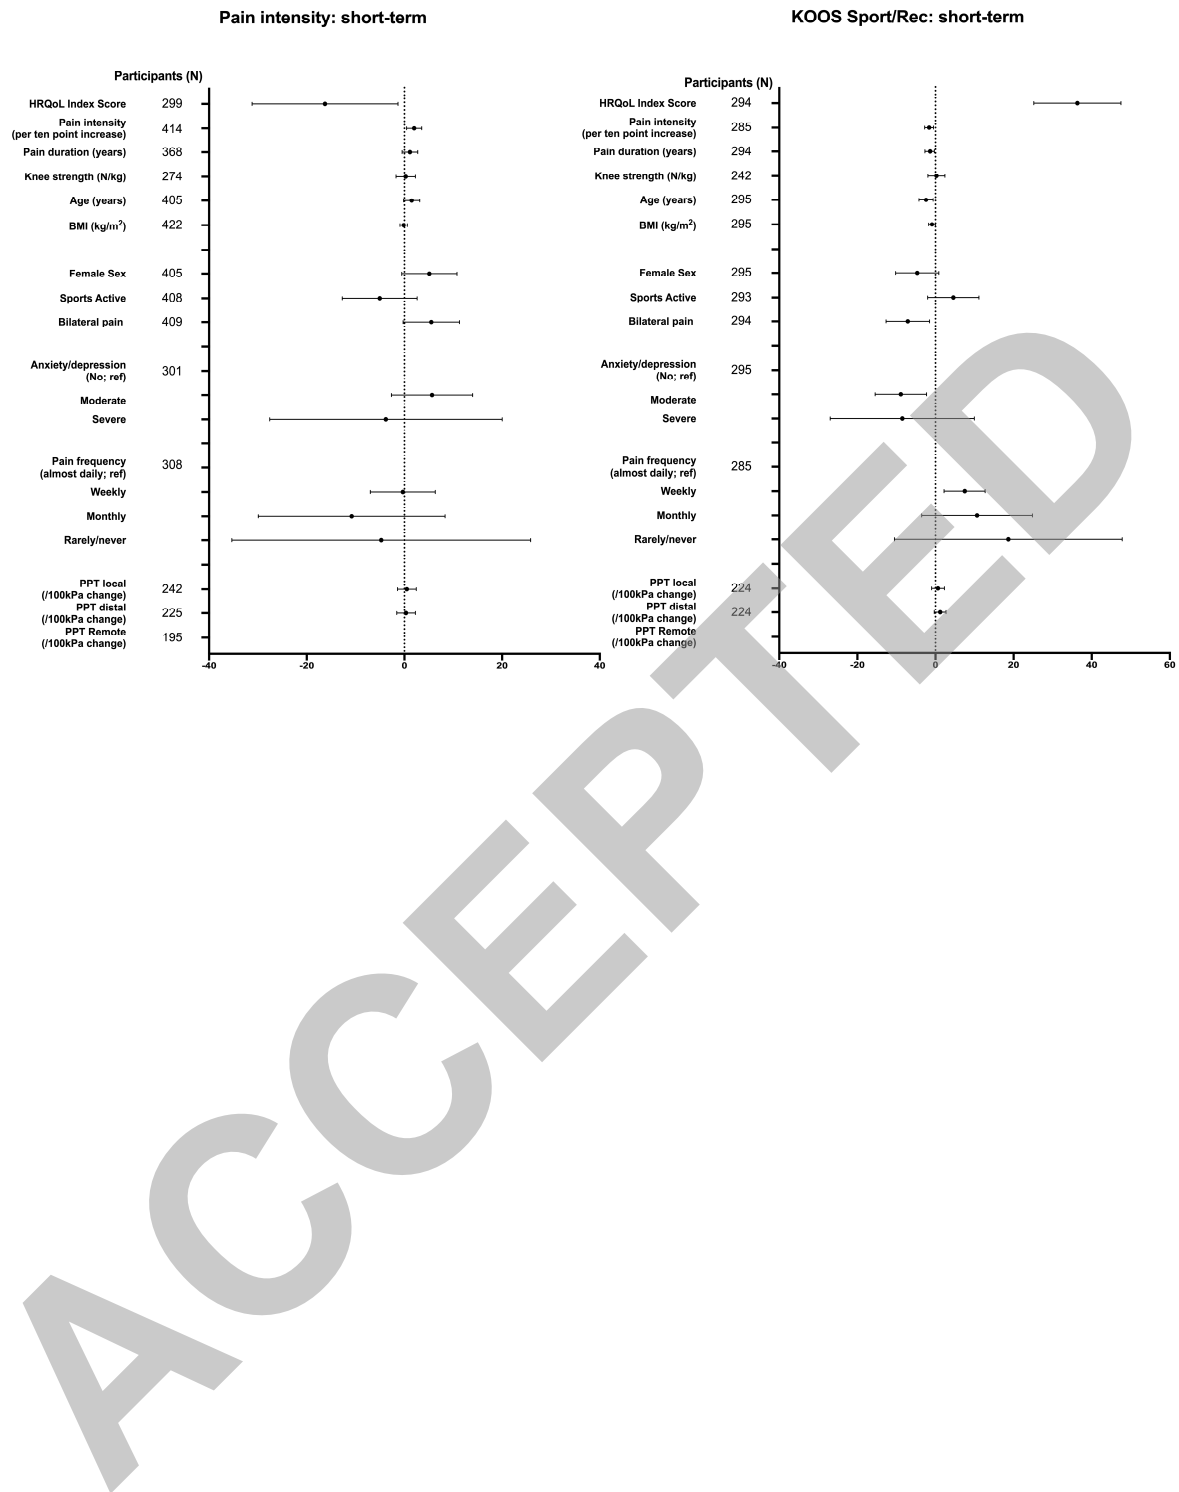 Pain intensity: short-term
Participants (N)
HRQoL Index Score 299
Pain intensity
(per ten point increase) 414
Pain duration (years) 368
Knee strength (N/kg) 274
Age (years) 405
BMI (kg/m²) 422
Female Sex 405
Sports Active 408
Bilateral pain 409
Anxiety/depression
(No; ref) 301
Moderate
Severe
Pain frequency
(almost daily; ref) 308
Weekly
Monthly
Rarely/never
PPT local
(/100kPa change) 242
PPT distal
(/100kPa change) 225
PPT Remote
(/100kPa change) 195
-40 -20 0 20 40
KOOS Sport/Rec: short-term
Participants (N)
HRQoL Index Score 294
Pain intensity
(per ten point increase) 285
Pain duration (years) 294
Knee strength (N/kg) 242
Age (years) 295
BMI (kg/m²) 295
Female Sex 295
Sports Active 293
Bilateral pain 294
Anxiety/depression
(No; ref) 295
Moderate
Severe
Pain frequency
(almost daily; ref) 285
Weekly
Monthly
Rarely/never
PPT local
(/100kPa change) 224
PPT distal
(/100kPa change) 224
PPT Remote
(/100kPa change)
-40 -20 0 20 40 60
ACCEPTED